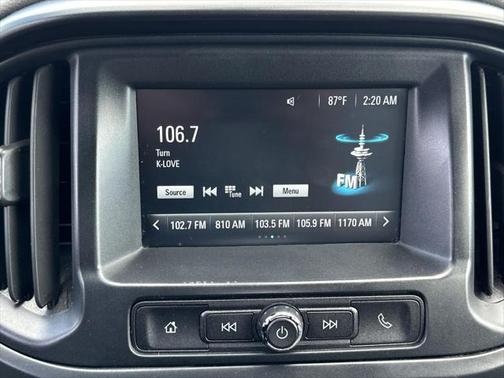 87°F 2:20 AM
106.7
Turn
K-LOVE
FM
Source Tune Menu
102.7 FM 810 AM 103.5 FM 105.9 FM 1170 AM